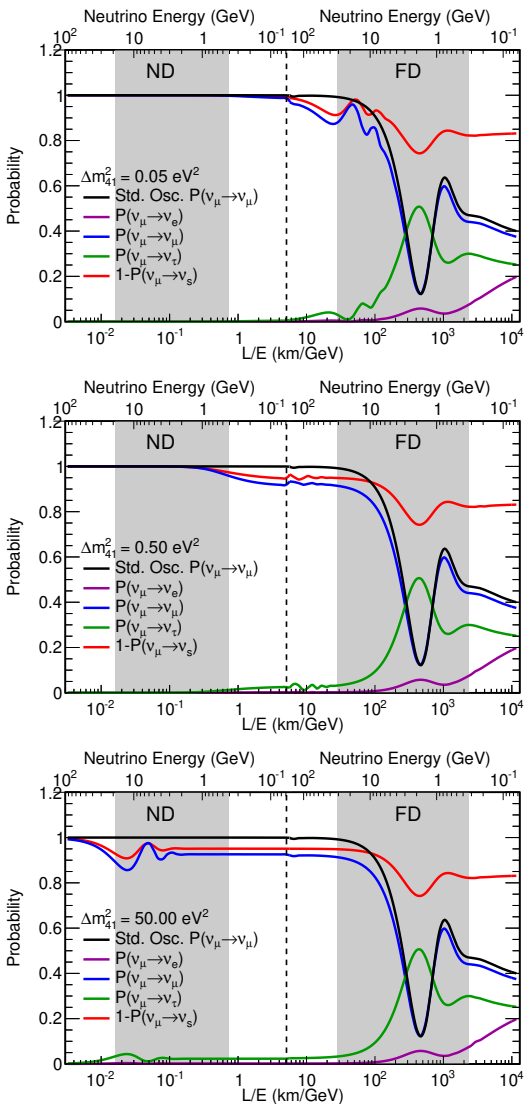 Neutrino Energy (GeV) Neutrino Energy (GeV)
10² 10 1 10⁻¹ 10² 10 1 10⁻¹
1.2
1
0.8
0.6
0.4
0.2
0
Probability
ND FD
Δm²₄₁ = 0.05 eV²
Std. Osc. P(νμ→νμ)
P(νμ→νe)
P(νμ→νμ)
P(νμ→ντ)
1-P(νμ→νs)
10⁻² 10⁻¹ 1 10 10² 10³ 10⁴
L/E (km/GeV) L/E (km/GeV)
Neutrino Energy (GeV) Neutrino Energy (GeV)
10² 10 1 10⁻¹ 10² 10 1 10⁻¹
1.2
1
0.8
0.6
0.4
0.2
0
Probability
ND FD
Δm²₄₁ = 0.50 eV²
Std. Osc. P(νμ→νμ)
P(νμ→νe)
P(νμ→νμ)
P(νμ→ντ)
1-P(νμ→νs)
10⁻² 10⁻¹ 1 10 10² 10³ 10⁴
L/E (km/GeV) L/E (km/GeV)
Neutrino Energy (GeV) Neutrino Energy (GeV)
10² 10 1 10⁻¹ 10² 10 1 10⁻¹
1.2
1
0.8
0.6
0.4
0.2
0
Probability
ND FD
Δm²₄₁ = 50.00 eV²
Std. Osc. P(νμ→νμ)
P(νμ→νe)
P(νμ→νμ)
P(νμ→ντ)
1-P(νμ→νs)
10⁻² 10⁻¹ 1 10 10² 10³ 10⁴
L/E (km/GeV) L/E (km/GeV)